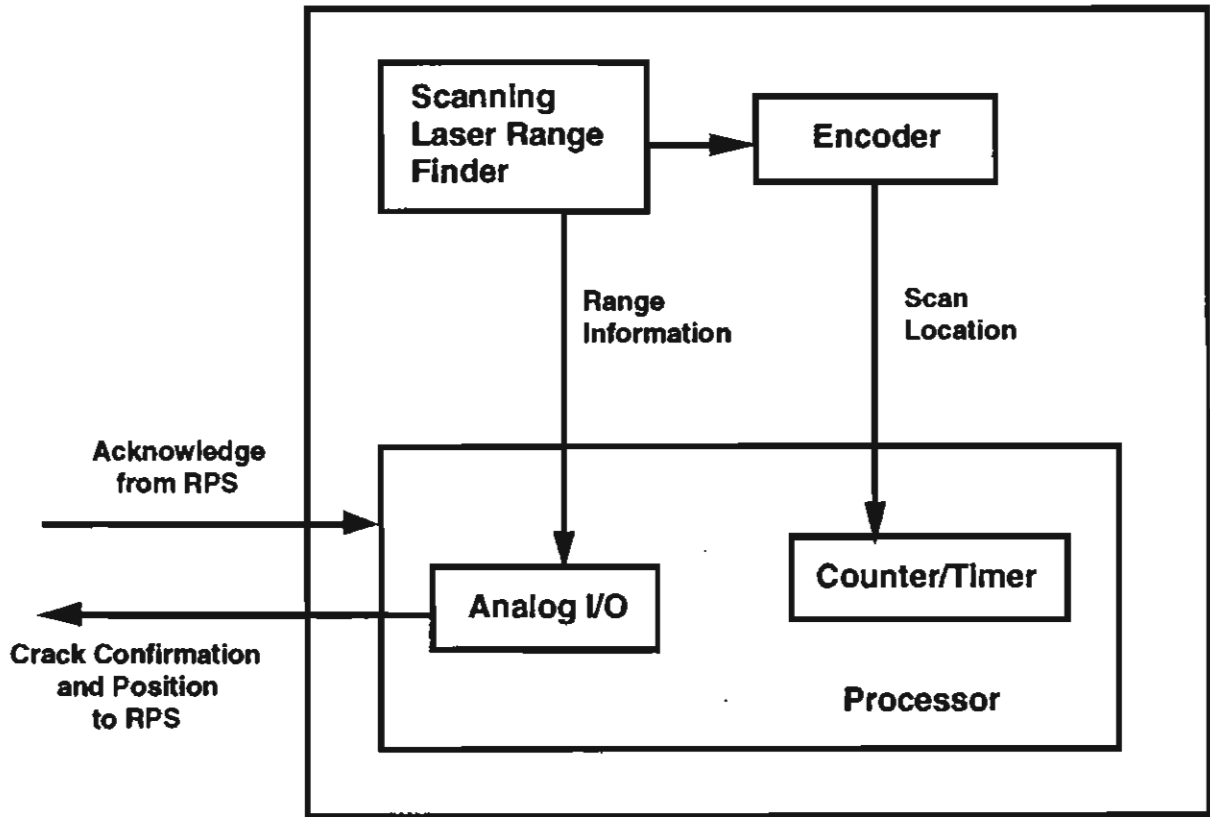 Scanning
Laser Range
Finder
Encoder
Range
Information
Scan
Location
Acknowledge
from RPS
Analog I/O
Counter/Timer
Crack Confirmation
and Position
to RPS
Processor